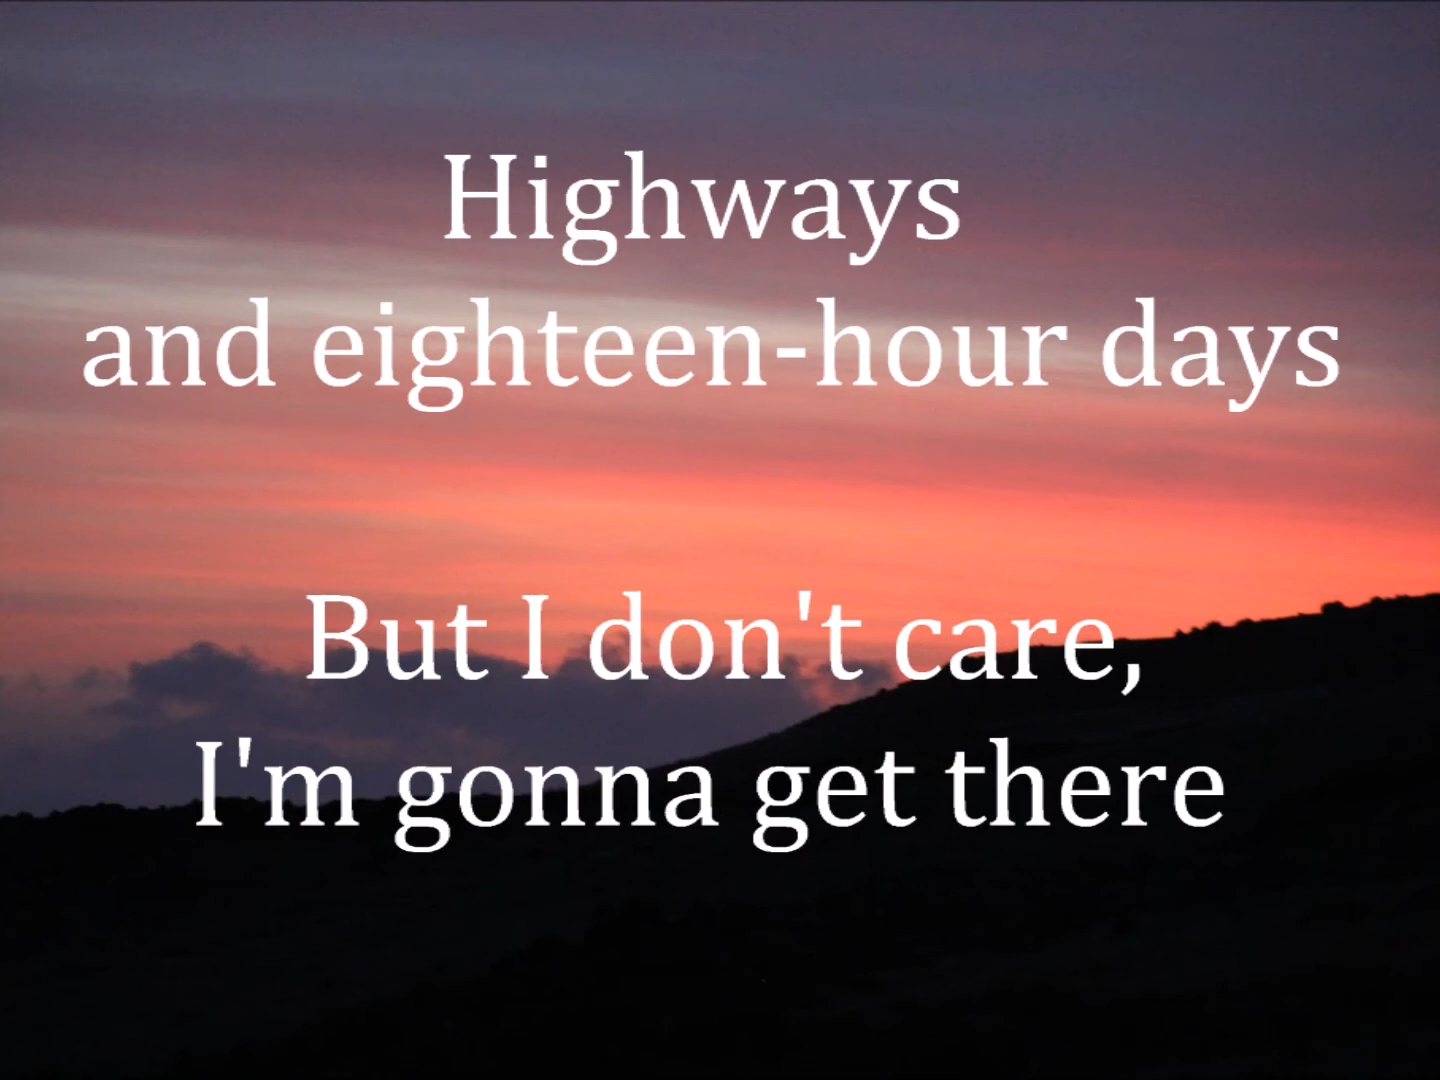 Highways
and eighteen-hour days
But I don't care,
I'm gonna get there